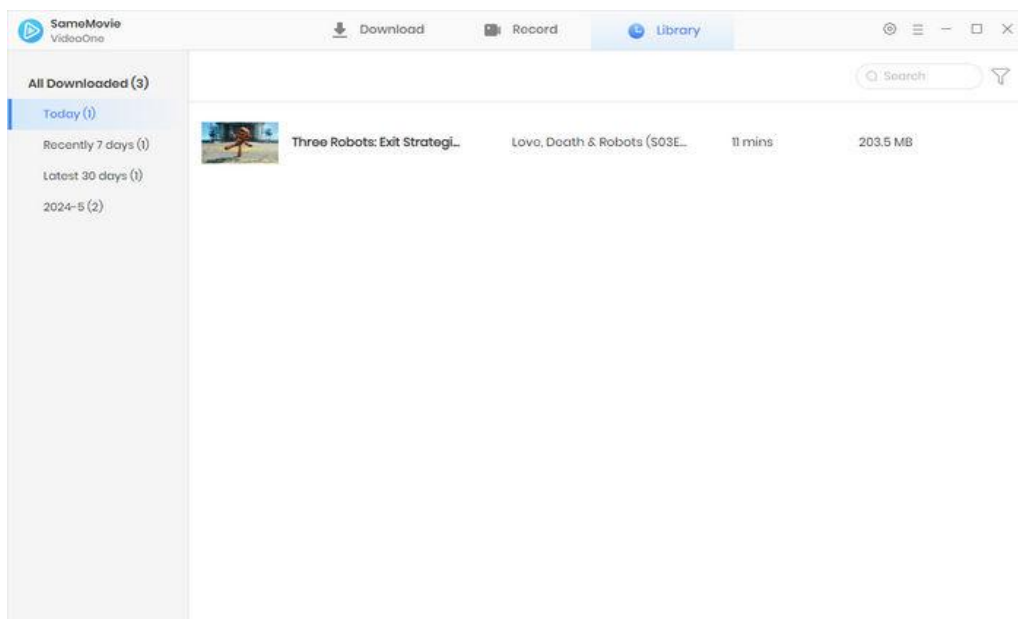 SameMovie
VideoOne
Download
Record
Library
Search
All Downloaded (3)
Today (1)
Recently 7 days (1)
Latest 30 days (1)
2024-5 (2)
Three Robots: Exit Strategi... Love, Death & Robots (S03E... 11 mins 203.5 MB